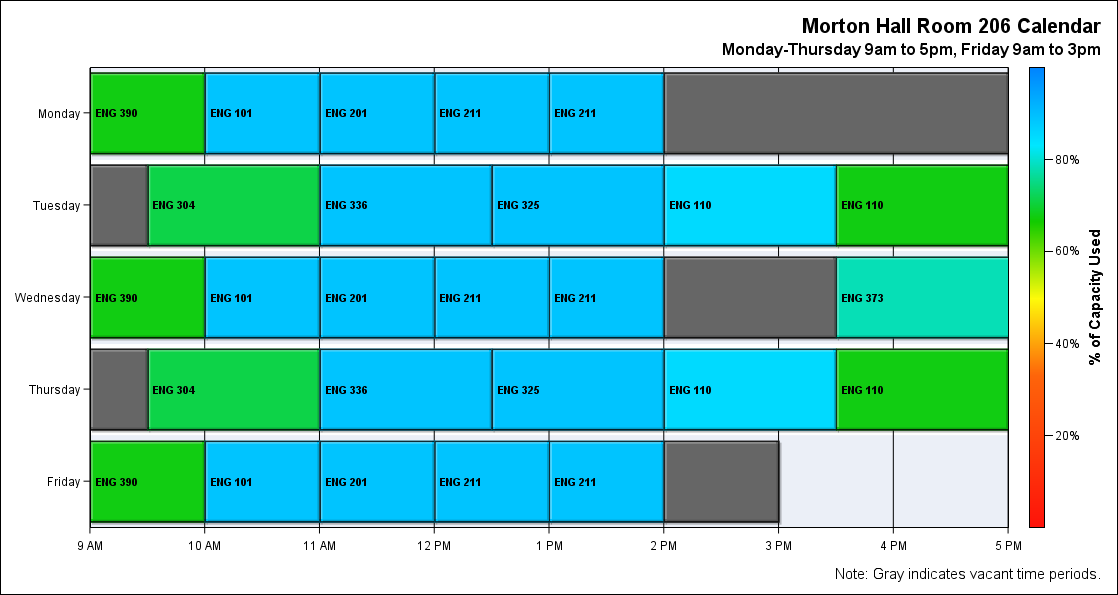 Morton Hall Room 206 Calendar
Monday-Thursday 9am to 5pm, Friday 9am to 3pm
Monday
ENG 390
ENG 101
ENG 201
ENG 211
ENG 211
Tuesday
ENG 304
ENG 336
ENG 325
ENG 110
ENG 110
Wednesday
ENG 390
ENG 101
ENG 201
ENG 211
ENG 211
ENG 373
Thursday
ENG 304
ENG 336
ENG 325
ENG 110
ENG 110
Friday
ENG 390
ENG 101
ENG 201
ENG 211
ENG 211
9 AM
10 AM
11 AM
12 PM
1 PM
2 PM
3 PM
4 PM
5 PM
80%
60%
40%
20%
% of Capacity Used
Note: Gray indicates vacant time periods.